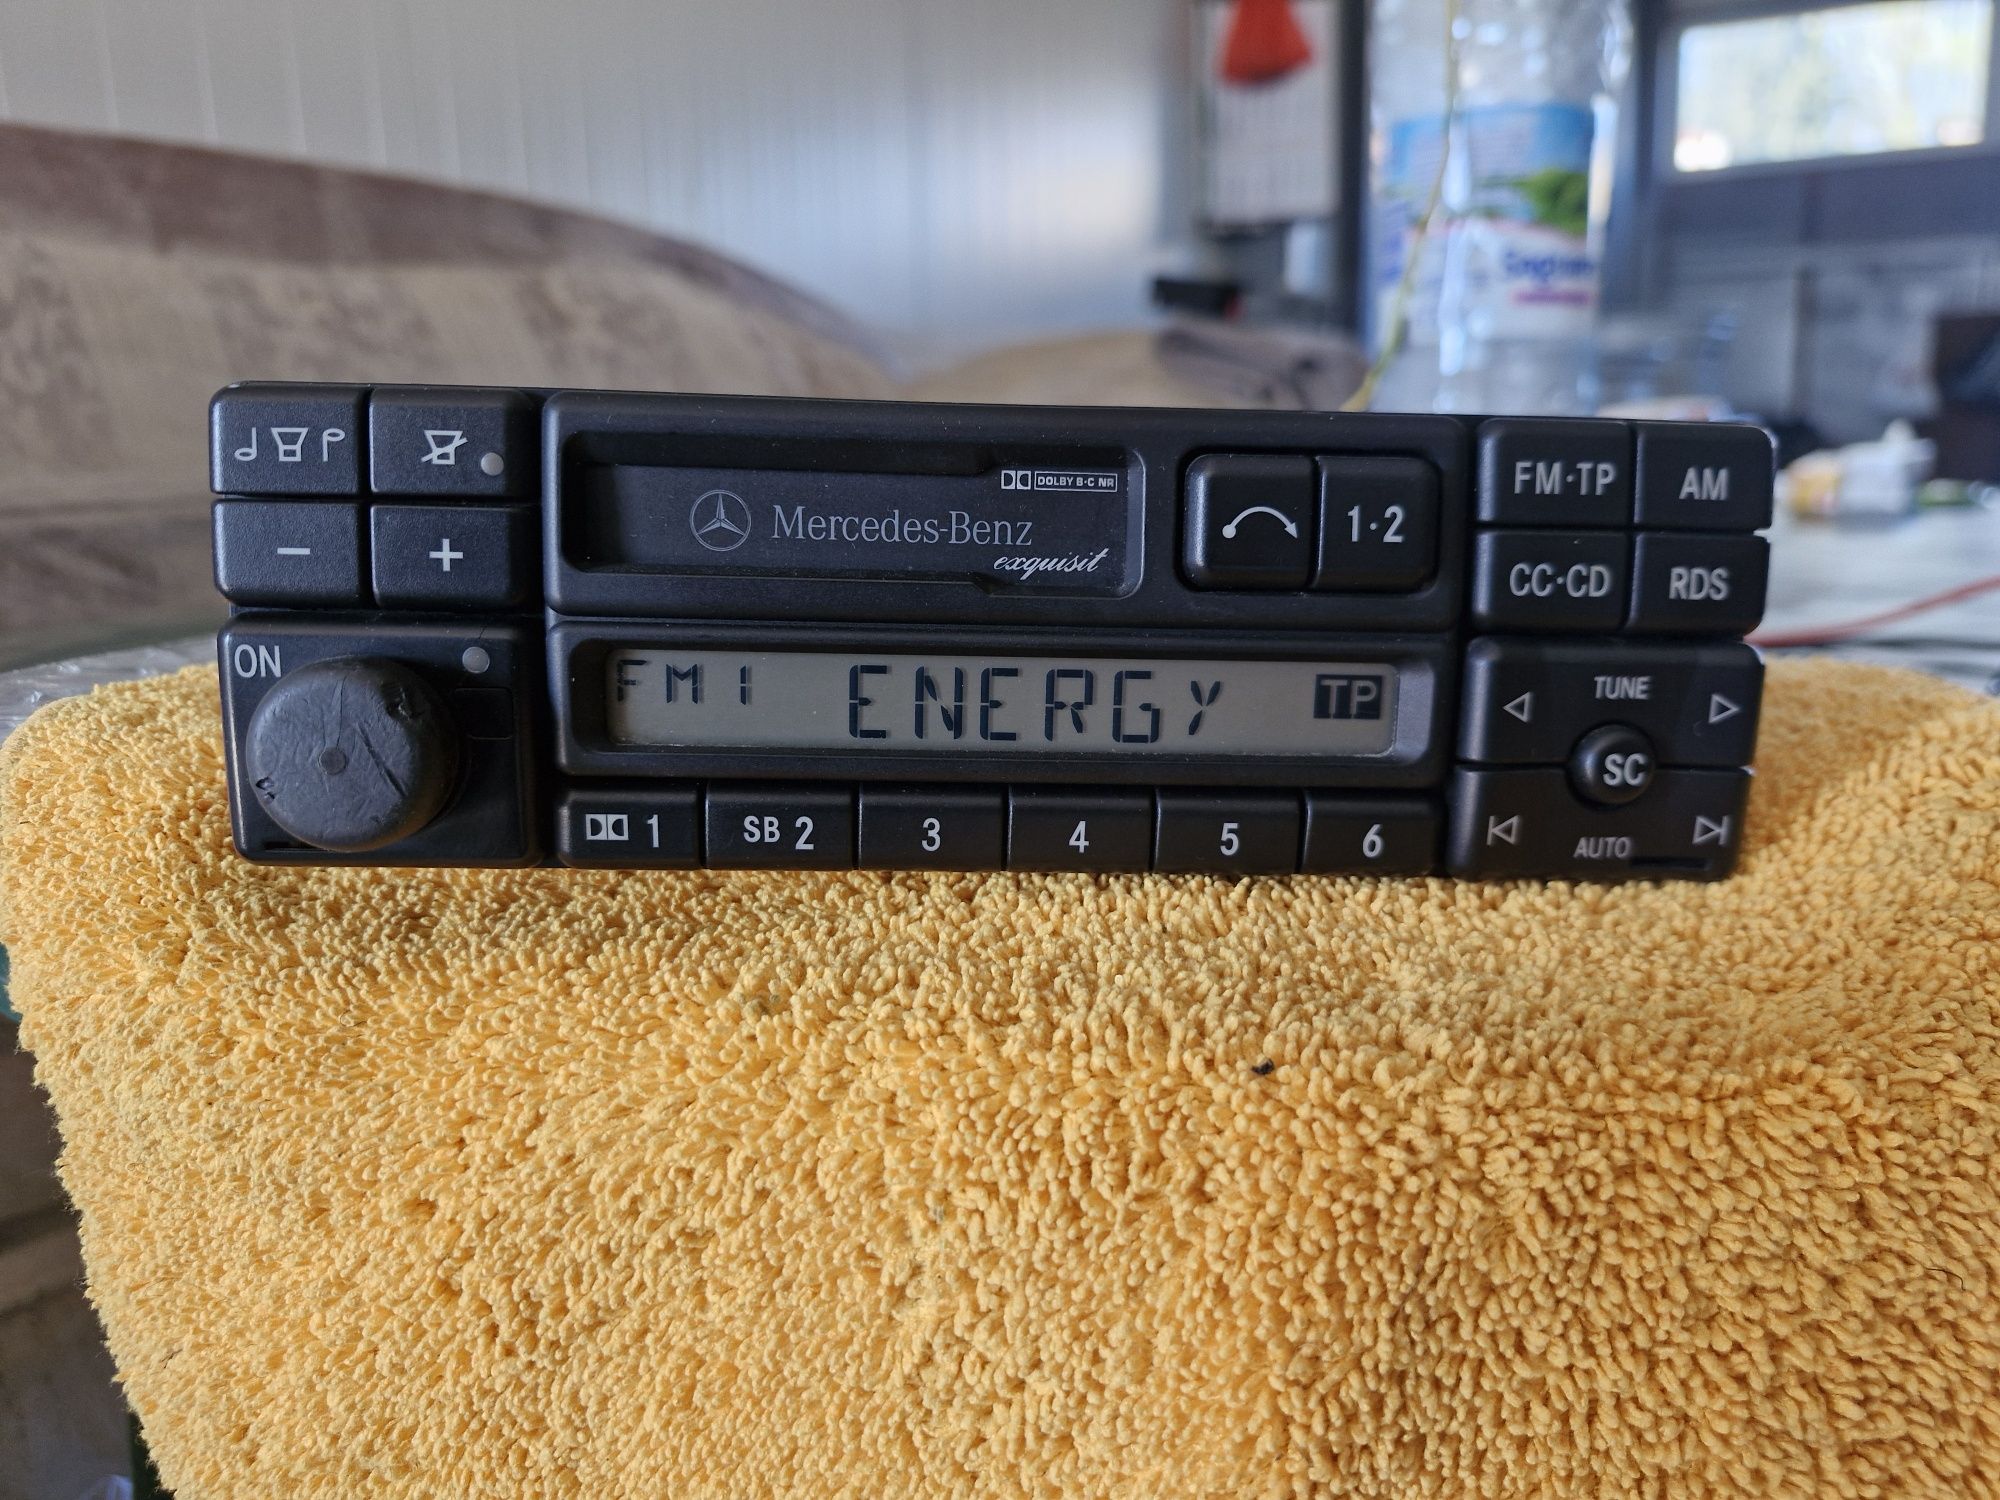 DOLBY B·C NR
Mercedes-Benz
exquisit
1·2
FM·TP
AM
CC·CD
RDS
- +
ON
FM1 ENERGY TP
TUNE
SC
AUTO
1
SB 2
3
4
5
6